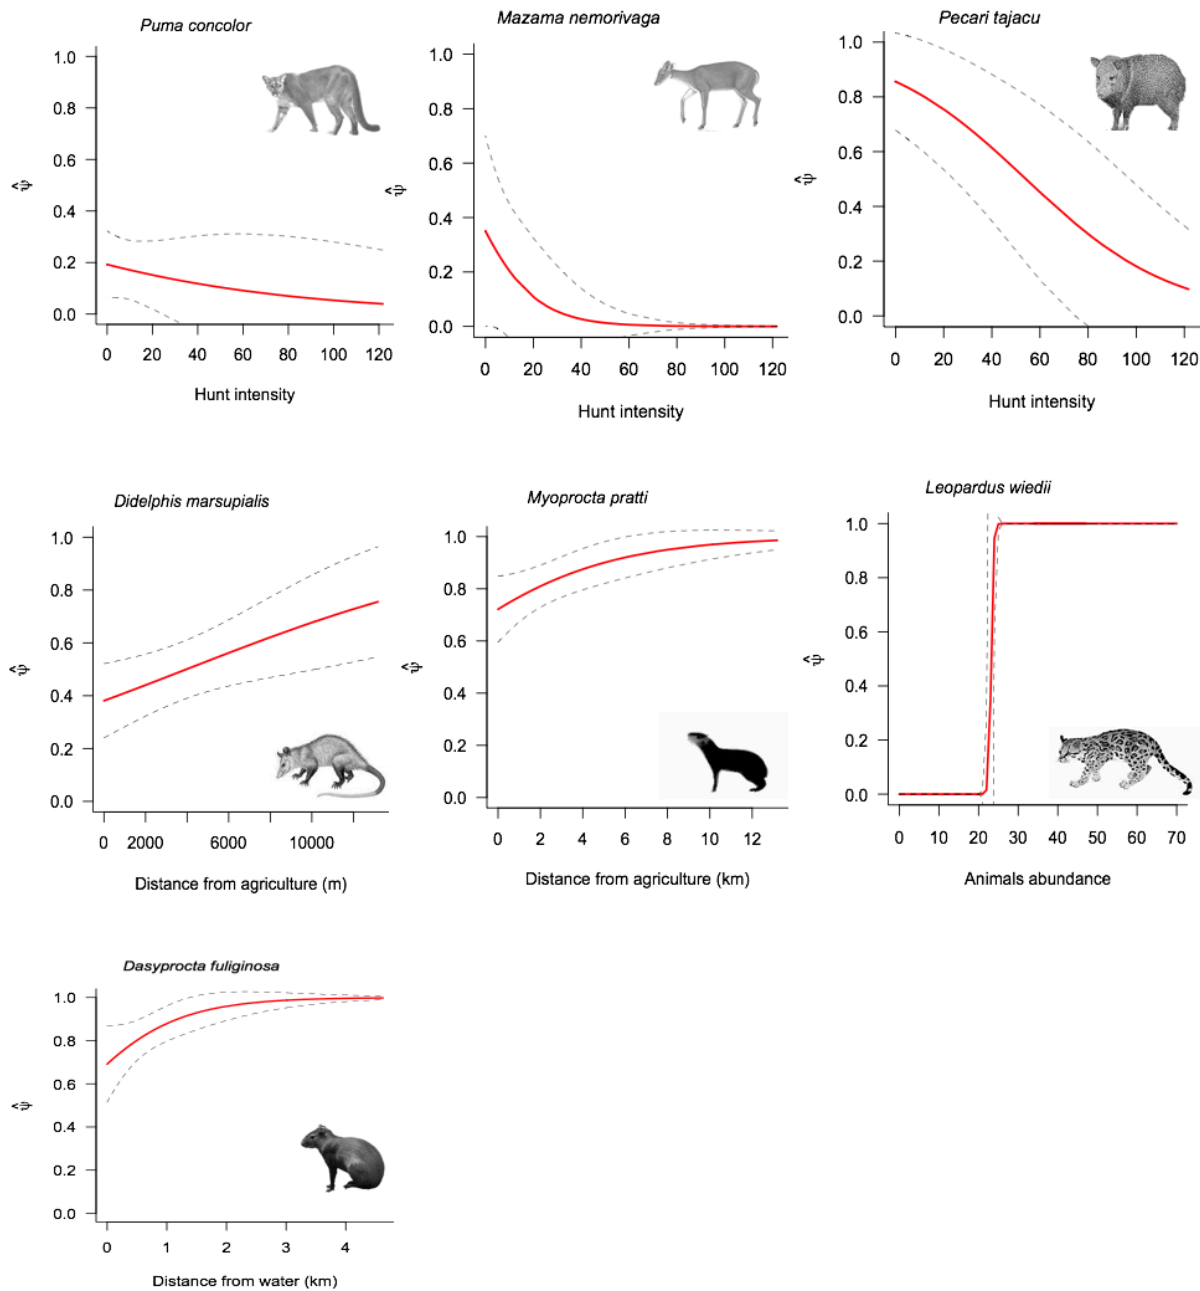 Puma concolor
1.0
0.8
0.6
0.4
0.2
0.0
ψ̂
0 20 40 60 80 100 120
Hunt intensity
Mazama nemorivaga
1.0
0.8
0.6
0.4
0.2
0.0
ψ̂
0 20 40 60 80 100 120
Hunt intensity
Pecari tajacu
1.0
0.8
0.6
0.4
0.2
0.0
ψ̂
0 20 40 60 80 100 120
Hunt intensity
Didelphis marsupialis
1.0
0.8
0.6
0.4
0.2
0.0
ψ̂
0 2000 6000 10000
Distance from agriculture (m)
Myoprocta pratti
1.0
0.8
0.6
0.4
0.2
0.0
ψ̂
0 2 4 6 8 10 12
Distance from agriculture (km)
Leopardus wiedii
1.0
0.8
0.6
0.4
0.2
0.0
ψ̂
0 10 20 30 40 50 60 70
Animals abundance
Dasyprocta fuliginosa
1.0
0.8
0.6
0.4
0.2
0.0
ψ̂
0 1 2 3 4
Distance from water (km)